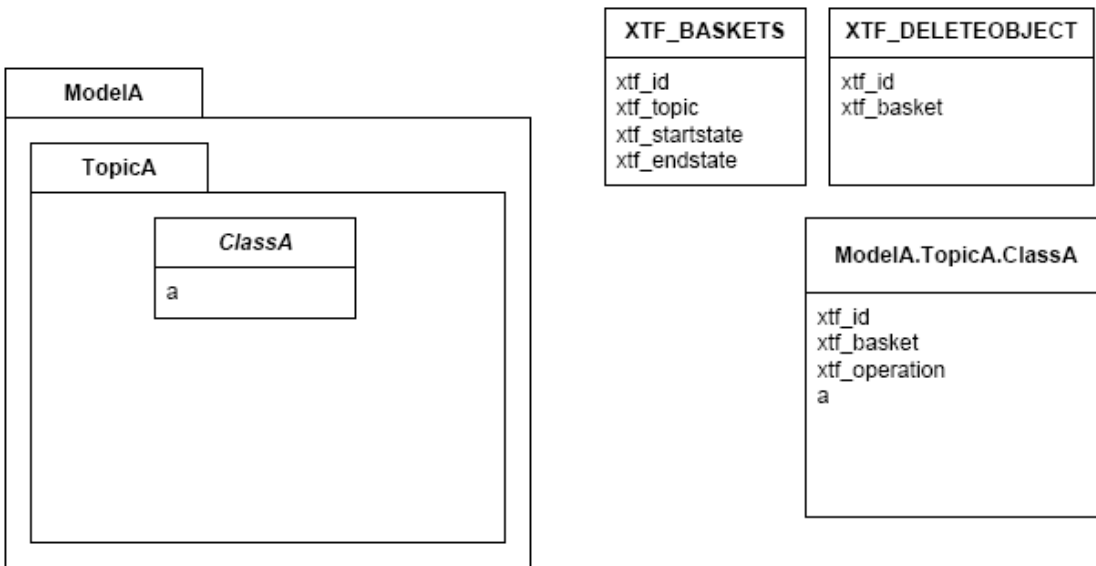 ModelA
TopicA
ClassA
a
XTF_BASKETS
xtf_id
xtf_topic
xtf_startstate
xtf_endstate
XTF_DELETEOBJECT
xtf_id
xtf_basket
ModelA.TopicA.ClassA
xtf_id
xtf_basket
xtf_operation
a